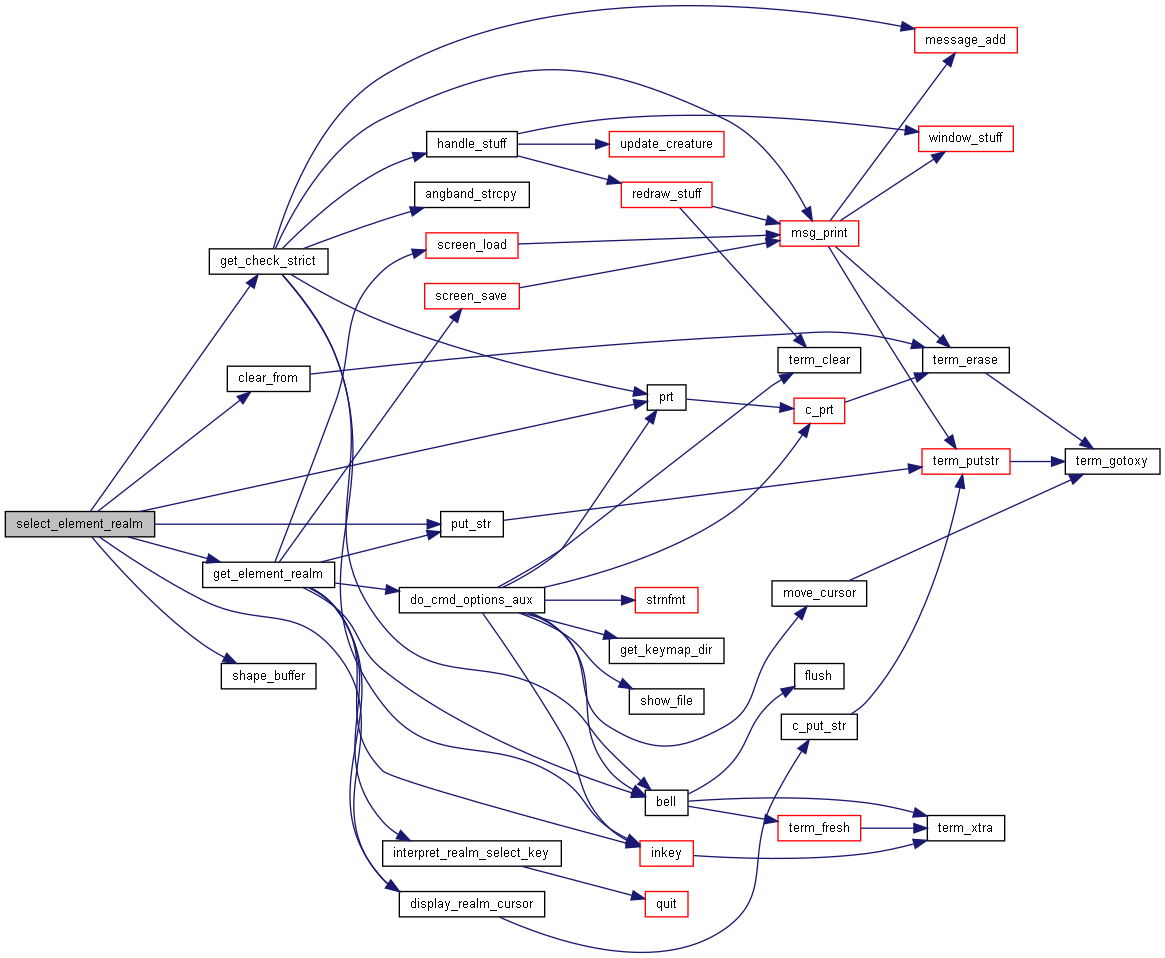 message_add
handle_stuff
window_stuff
update_creature
angband_strcpy
redraw_stuff
msg_print
screen_load
get_check_strict
screen_save
term_clear
term_erase
clear_from
prt
c_prt
term_putstr
term_gotoxy
select_element_realm
put_str
get_element_realm
do_cmd_options_aux
strnfmt
move_cursor
get_keymap_dir
shape_buffer
flush
show_file
c_put_str
bell
term_fresh
term_xtra
interpret_realm_select_key
inkey
display_realm_cursor
quit